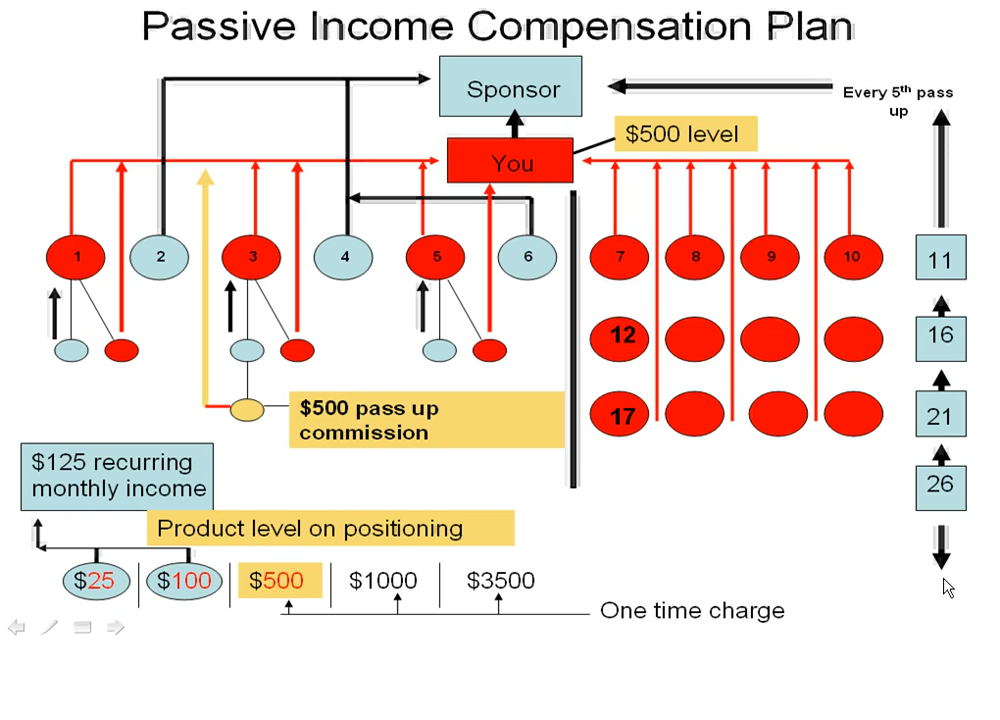 Passive Income Compensation Plan
Sponsor
Every 5th pass
up
$500 level
You
1
2
3
4
5
6
7
8
9
10
11
12
16
17
21
26
$500 pass up
commission
$125 recurring
monthly income
Product level on positioning
$25
$100
$500
$1000
$3500
One time charge